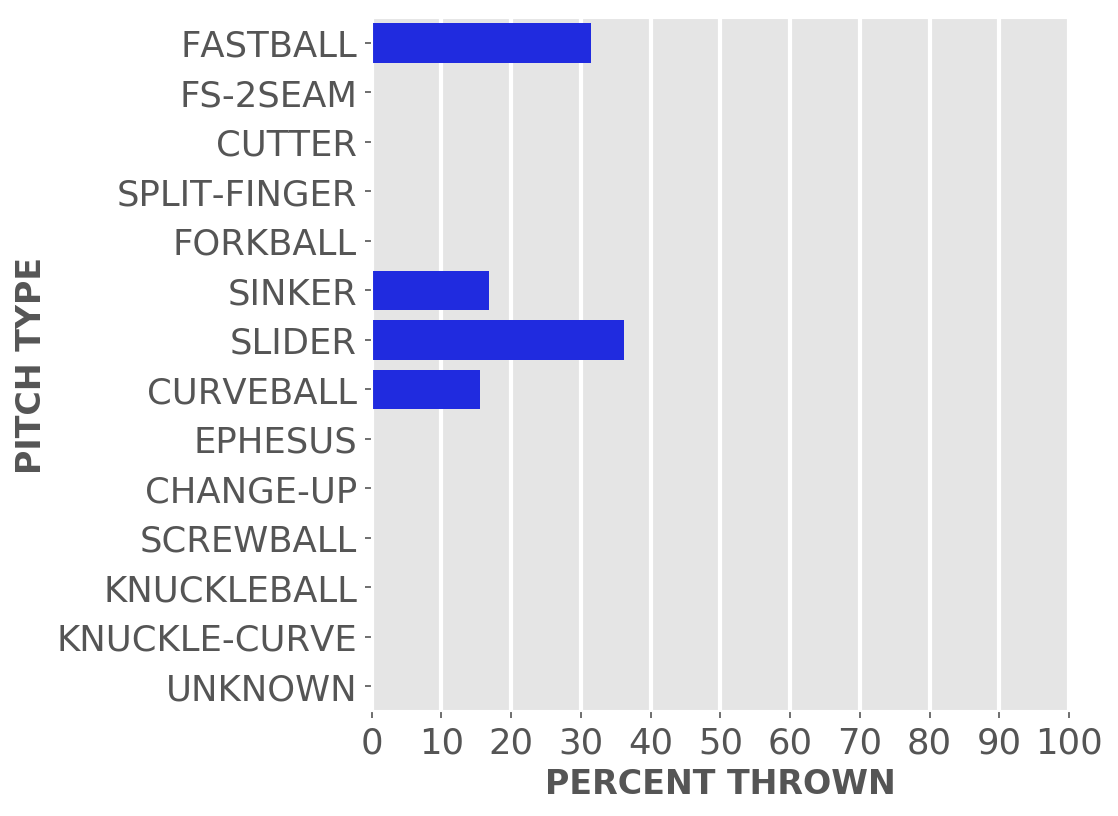 FASTBALL
FS-2SEAM
CUTTER
SPLIT-FINGER
FORKBALL
SINKER
SLIDER
CURVEBALL
EPHESUS
CHANGE-UP
SCREWBALL
KNUCKLEBALL
KNUCKLE-CURVE
UNKNOWN
PITCH TYPE
0 10 20 30 40 50 60 70 80 90 100
PERCENT THROWN